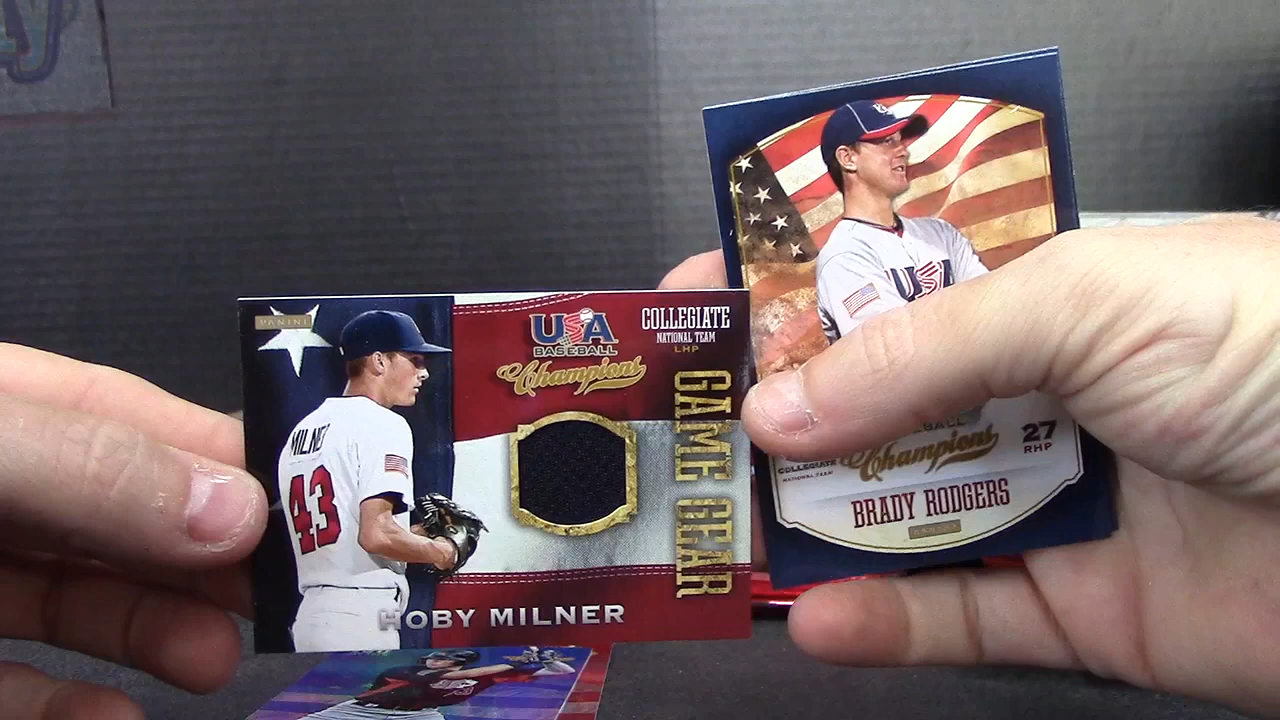 PANINI
USA
BASEBALL
Champions
COLLEGIATE
NATIONAL TEAM
LHP
GAME GEAR
MILNER
43
HOBY MILNER
USA
Champions
COLLEGIATE
NATIONAL TEAM
27
RHP
BRADY RODGERS